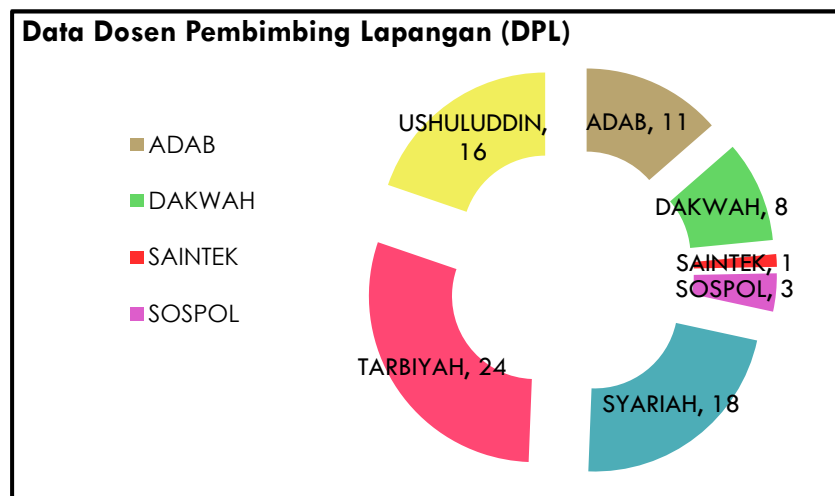 Data Dosen Pembimbing Lapangan (DPL)
ADAB
DAKWAH
SAINTEK
SOSPOL
USHULUDDIN,
16
ADAB, 11
DAKWAH, 8
SAINTEK, 1
SOSPOL, 3
TARBIYAH, 24
SYARIAH, 18